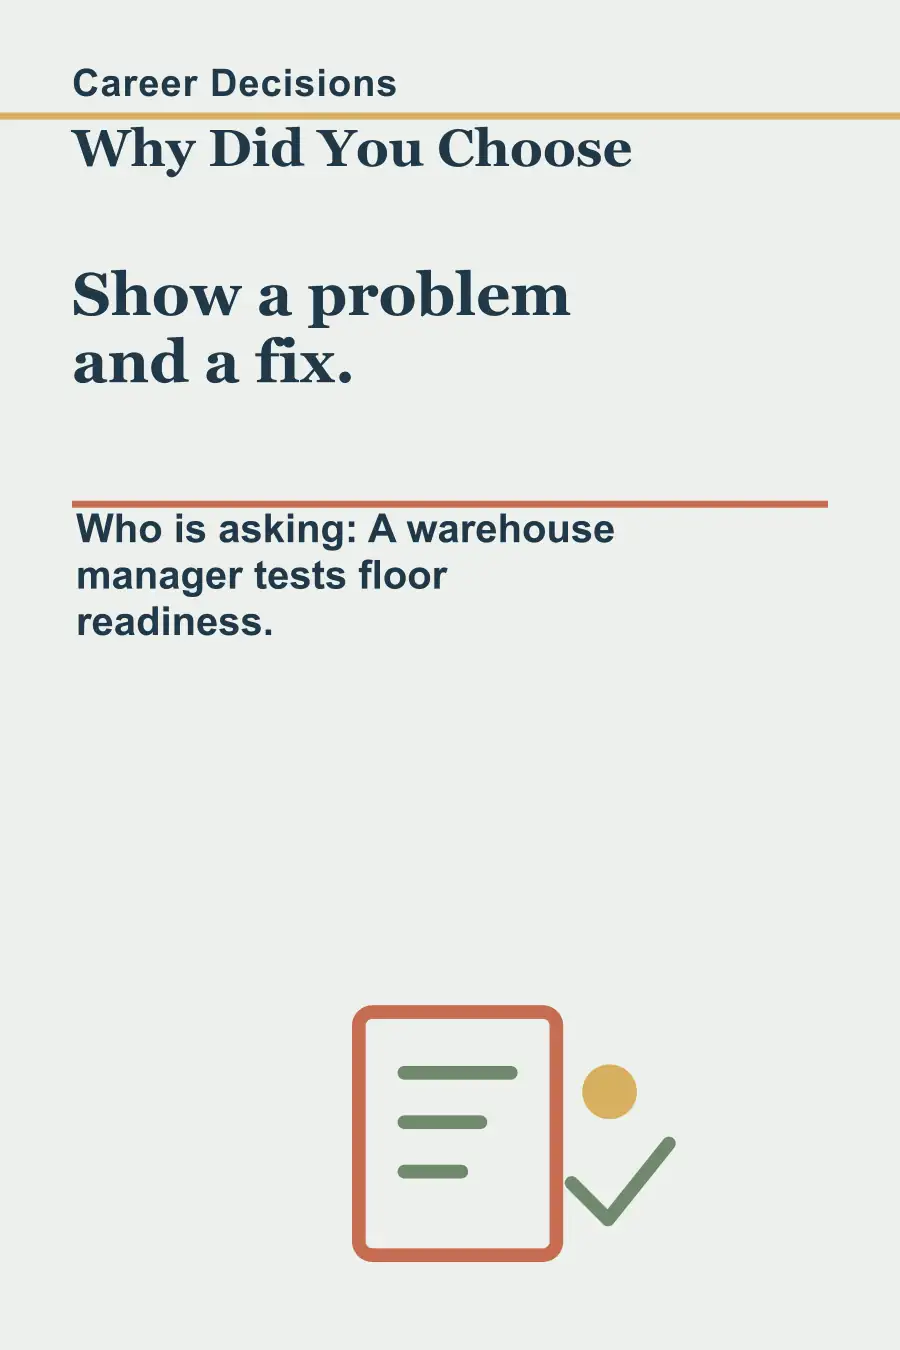 Career Decisions
Why Did You Choose
Show a problem
and a fix.
Who is asking: A warehouse
manager tests floor
readiness.